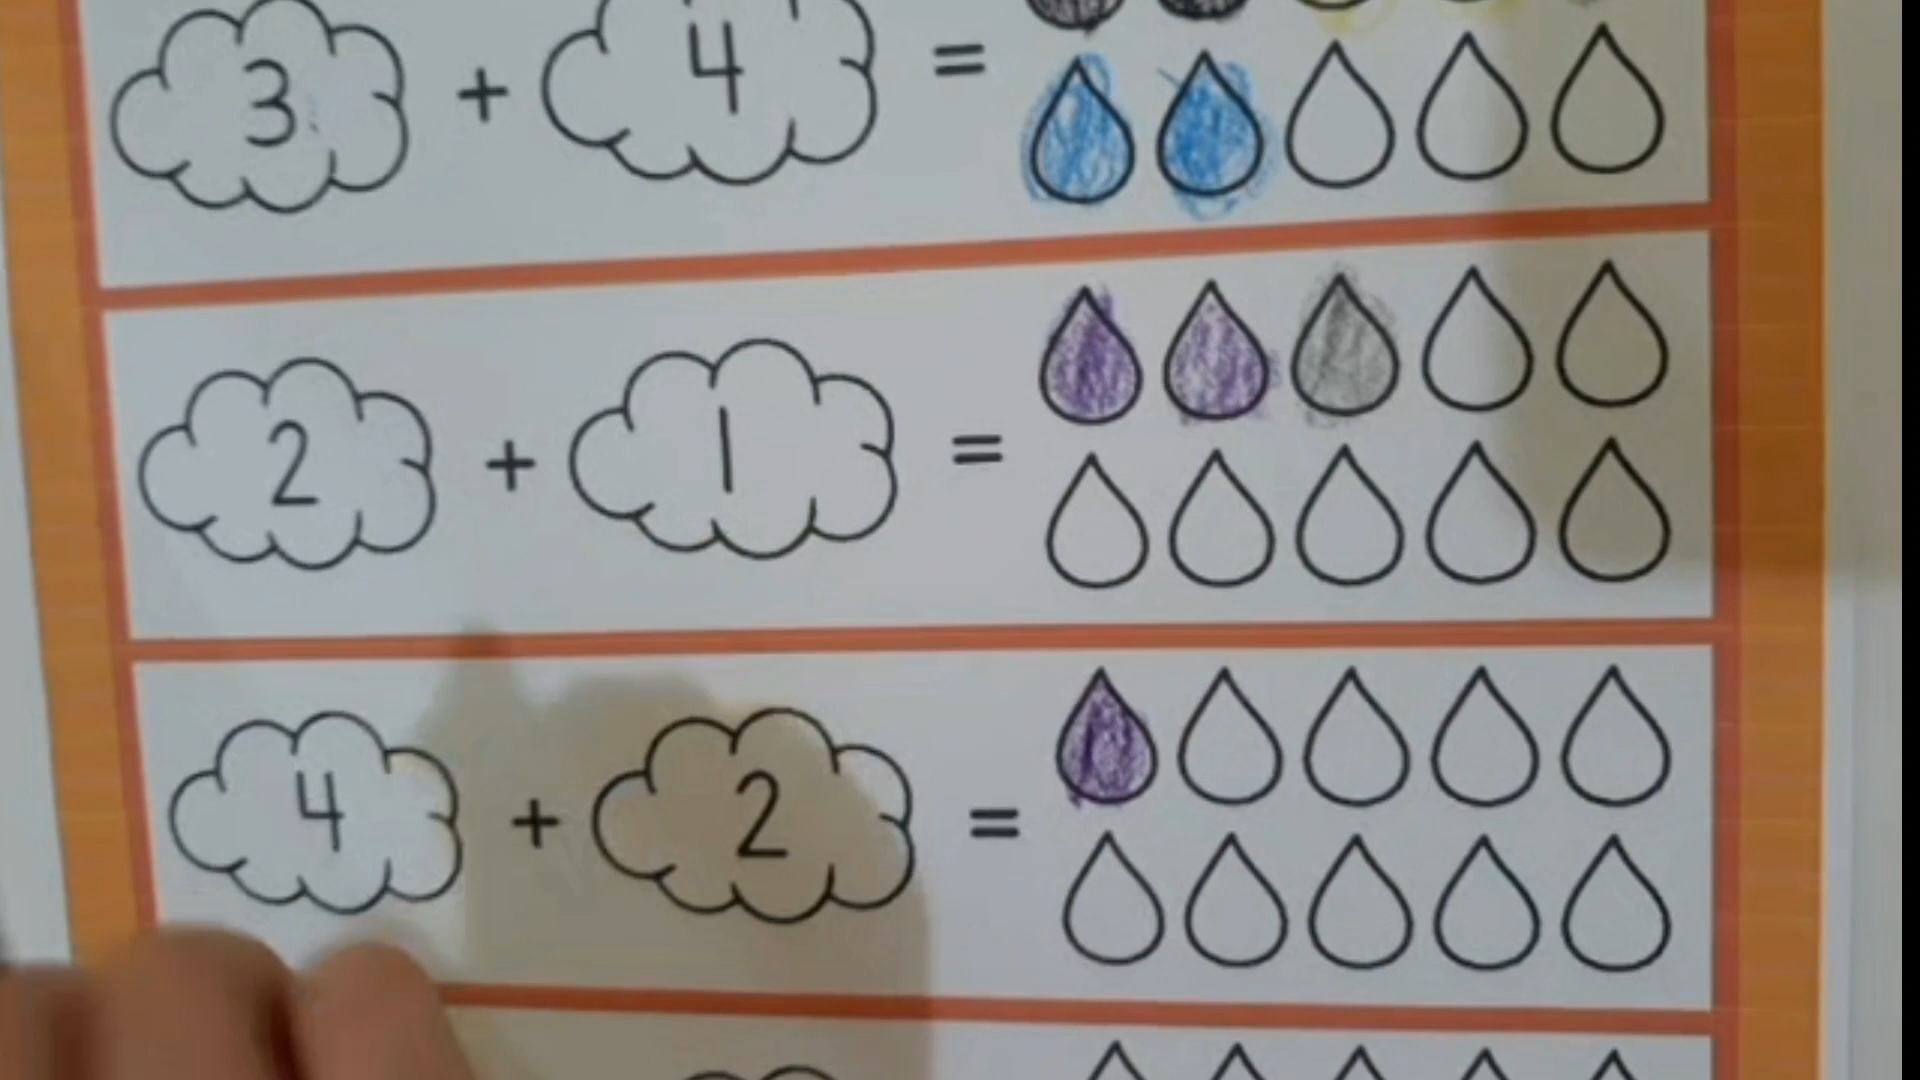 3 + 4 =
2 + 1 =
4 + 2 =